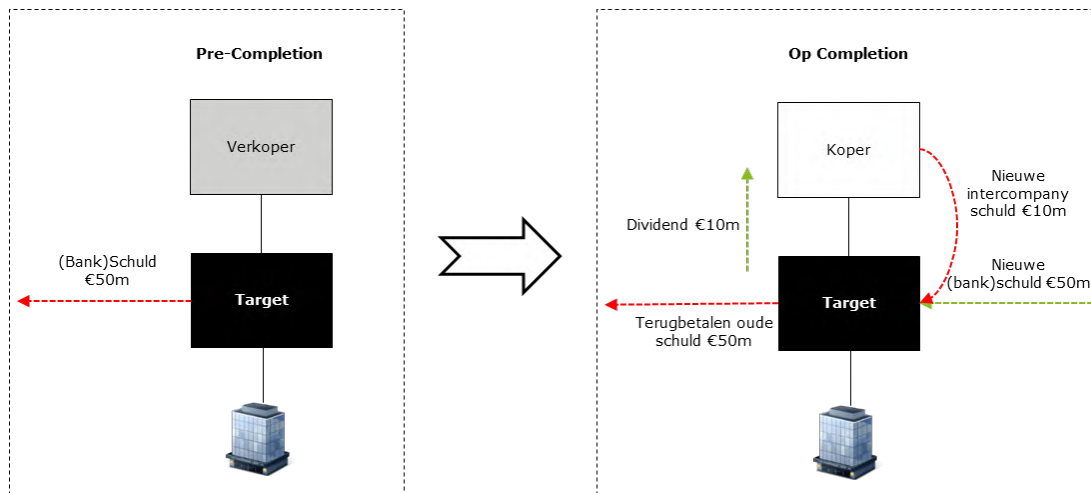 Pre-Completion
Verkoper
(Bank)Schuld
€50m
Target
Op Completion
Koper
Nieuwe
intercompany
schuld €10m
Dividend €10m
Nieuwe
(bank)schuld €50m
Target
Terugbetalen oude
schuld €50m